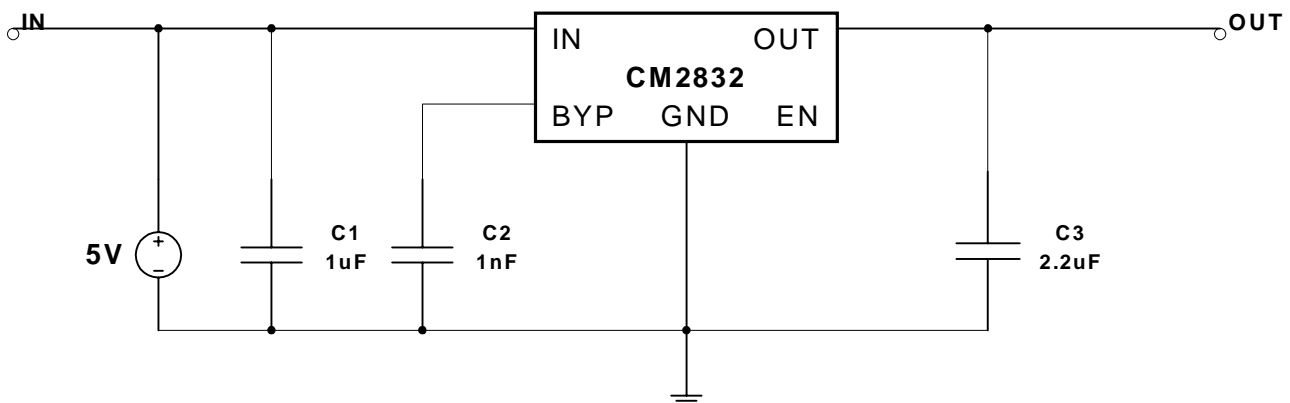 IN
OUT
IN OUT
CM2832
BYP GND EN
5V
C1
1uF
C2
1nF
C3
2.2uF